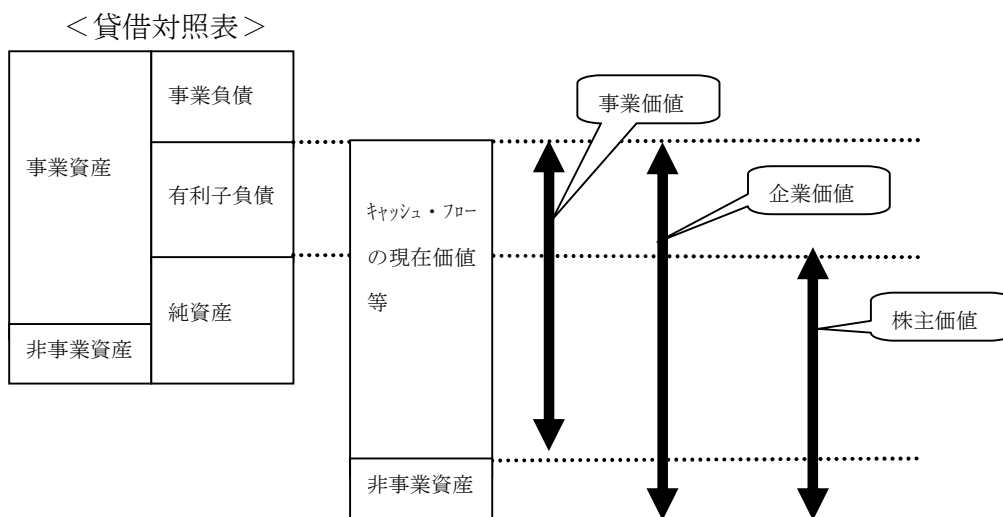 ＜貸借対照表＞
事業資産
非事業資産
事業負債
有利子負債
純資産
ｷｬｯｼｭ・ﾌﾛｰ
の現在価値
等
非事業資産
事業価値
企業価値
株主価値